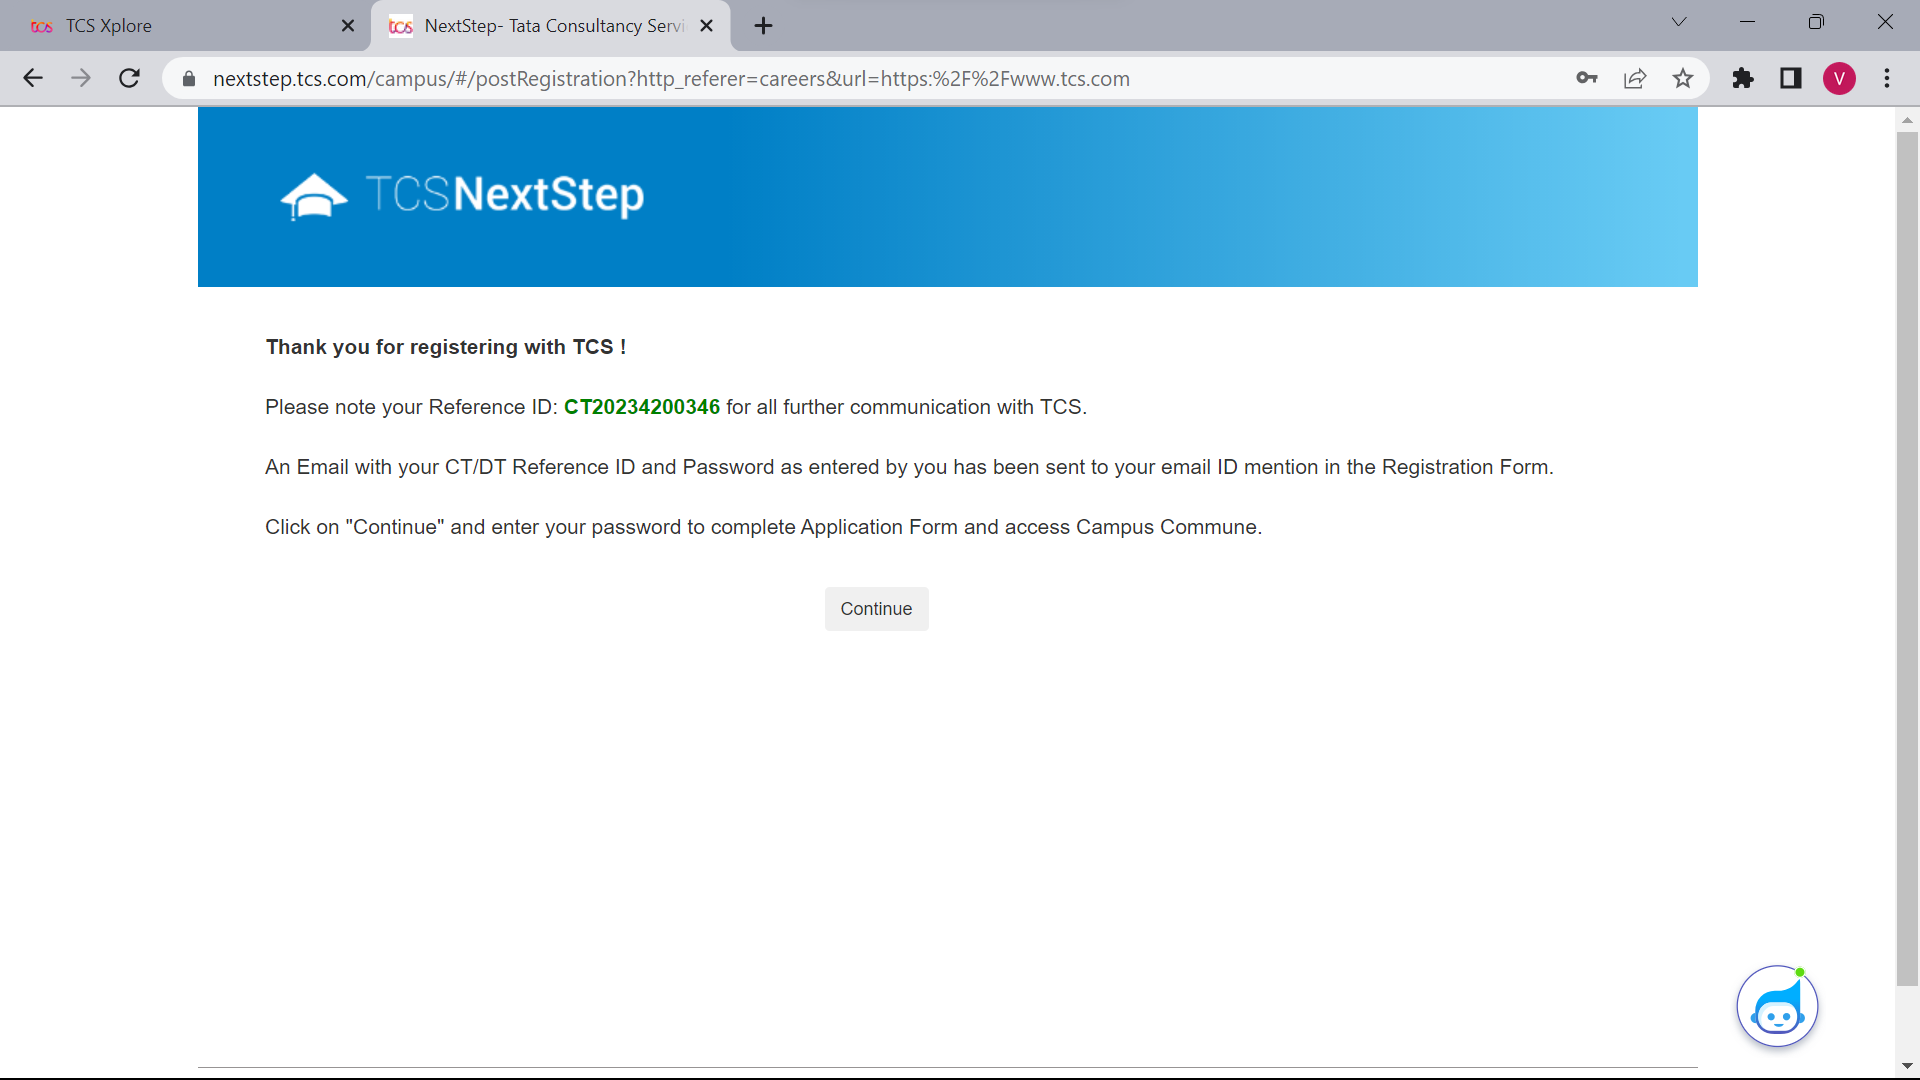 tcs TCS Xplore
tcs NextStep- Tata Consultancy Servi
nextstep.tcs.com/campus/#/postRegistration?http_referer=careers&url=https:%2F%2Fwww.tcs.com
V
TCSNextStep
Thank you for registering with TCS !
Please note your Reference ID: CT20234200346 for all further communication with TCS.
An Email with your CT/DT Reference ID and Password as entered by you has been sent to your email ID mention in the Registration Form.
Click on "Continue" and enter your password to complete Application Form and access Campus Commune.
Continue